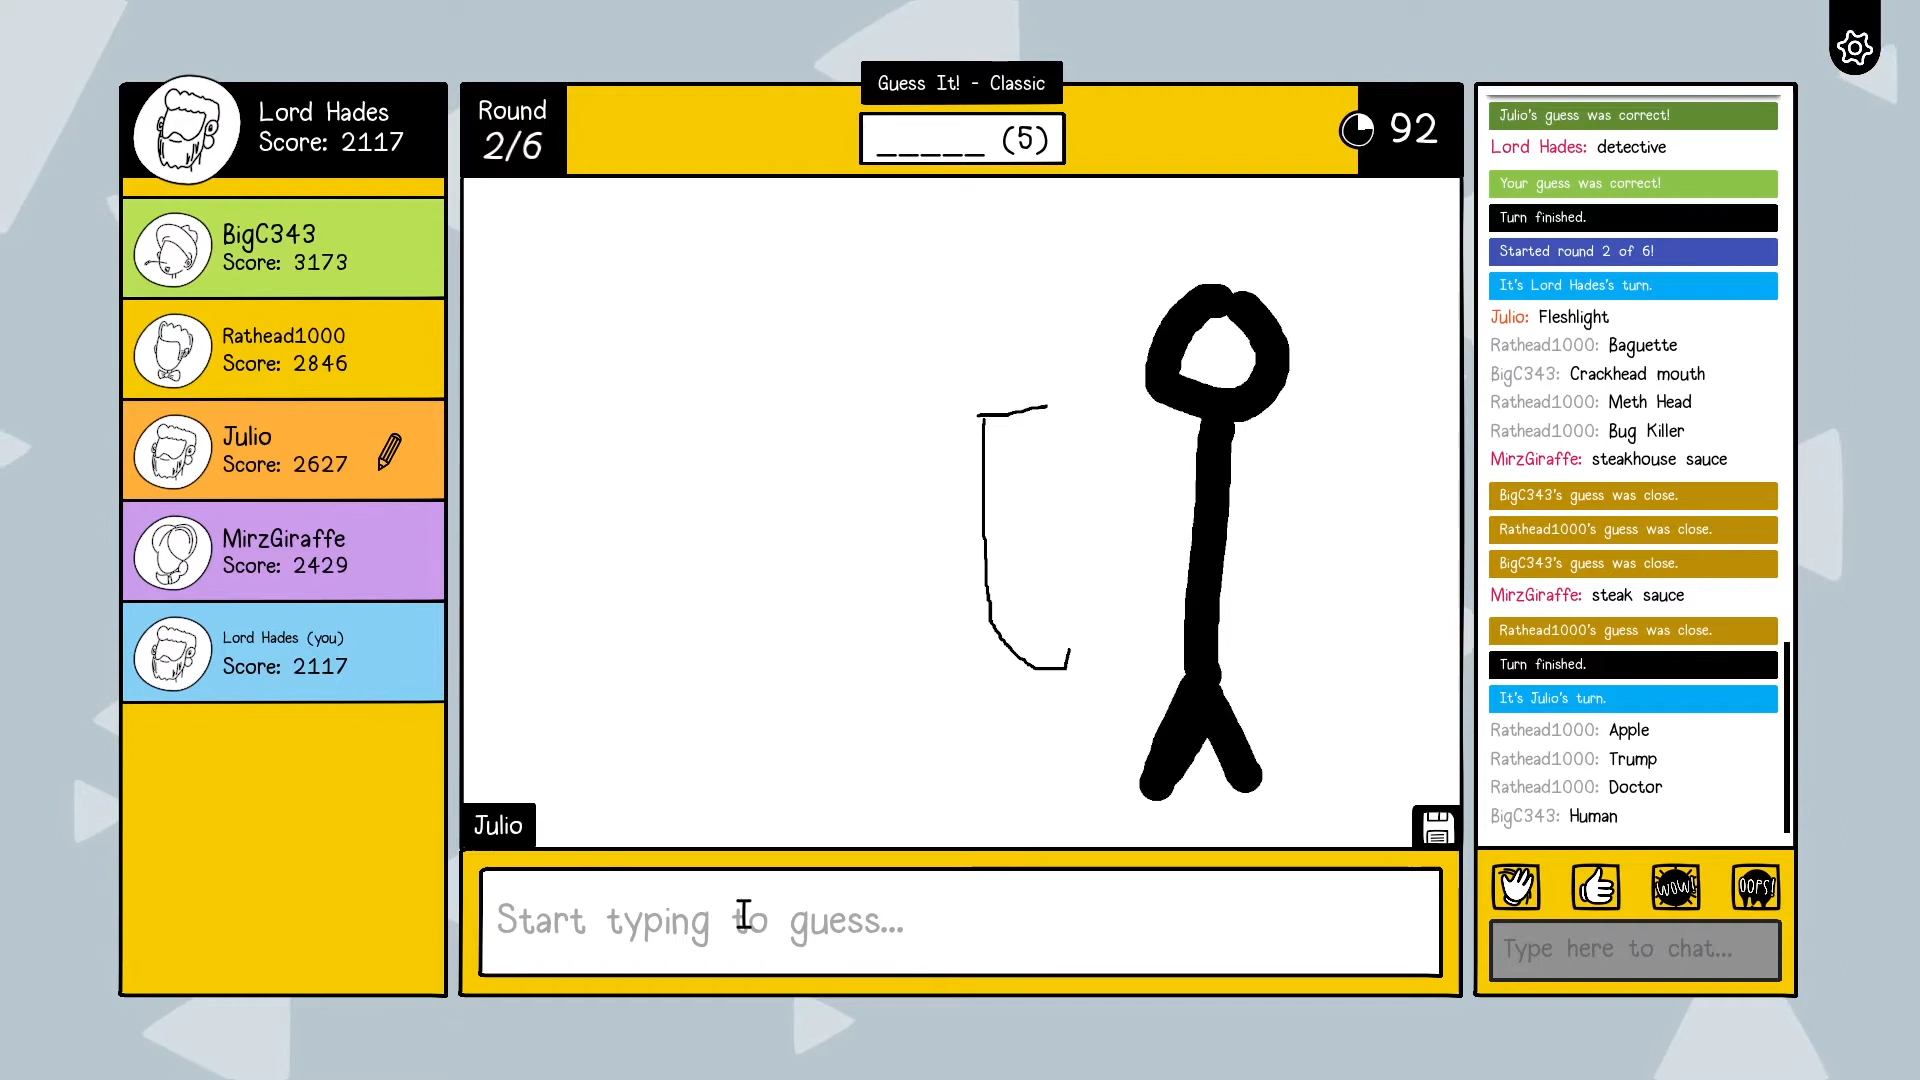 Lord Hades
Score: 2117
BigC343
Score: 3173
Rathead1000
Score: 2846
Julio
Score: 2627
MirzGiraffe
Score: 2429
Lord Hades (you)
Score: 2117
Round
2/6
Guess It! - Classic
_____ (5)
92
Julio
Start typing to guess...
Julio's guess was correct!
Lord Hades: detective
Your guess was correct!
Turn finished.
Started round 2 of 6!
It's Lord Hades's turn.
Julio: Fleshlight
Rathead1000: Baguette
BigC343: Crackhead mouth
Rathead1000: Meth Head
Rathead1000: Bug Killer
MirzGiraffe: steakhouse sauce
BigC343's guess was close.
Rathead1000's guess was close.
BigC343's guess was close.
MirzGiraffe: steak sauce
Rathead1000's guess was close.
Turn finished.
It's Julio's turn.
Rathead1000: Apple
Rathead1000: Trump
Rathead1000: Doctor
BigC343: Human
WOW!
OOPS!
Type here to chat...